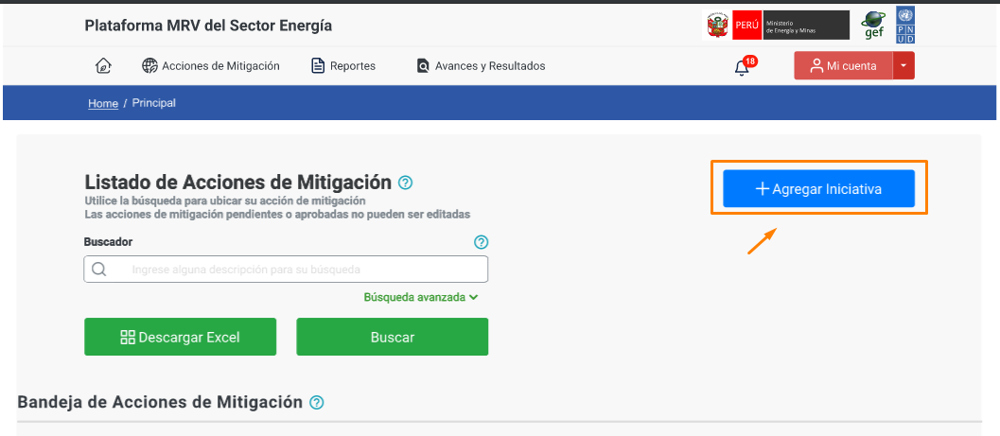 Plataforma MRV del Sector Energía
PERÚ
Ministerio
de Energía y Minas
gef
P N
U D
Acciones de Mitigación
Reportes
Avances y Resultados
18
Mi cuenta
Home / Principal
Listado de Acciones de Mitigación
Utilice la búsqueda para ubicar su acción de mitigación
Las acciones de mitigación pendientes o aprobadas no pueden ser editadas
Agregar Iniciativa
Buscador
Ingrese alguna descripción para su búsqueda
Búsqueda avanzada
Descargar Excel
Buscar
Bandeja de Acciones de Mitigación